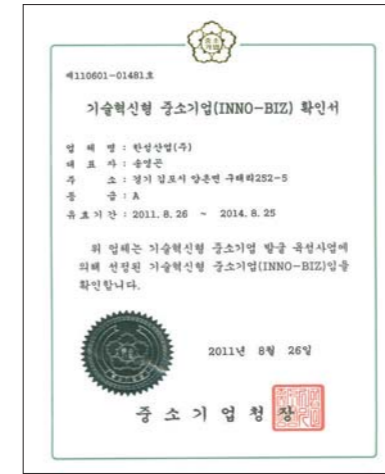 제110601-01481호
기술혁신형 중소기업(INNO-BIZ) 확인서
업 체 명 : 한성산업(주)
대 표 자 : 송영곤
주 소 : 경기 김포시 양촌면 구래리252-5
등 급 : A
유효기간 : 2011. 8. 26 ~ 2014. 8. 25
위 업체는 기술혁신형 중소기업 발굴 육성사업에
의해 선정된 기술혁신형 중소기업(INNO-BIZ)임을
확인합니다.
2011년 8월 26일
중 소 기 업 청 장